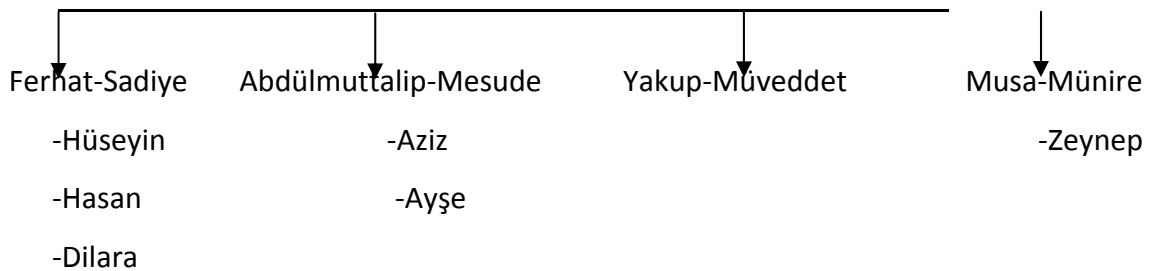 Ferhat-Sadiye Abdülmuttalip-Mesude Yakup-Müveddet Musa-Münire
-Hüseyin -Aziz -Zeynep
-Hasan -Ayşe
-Dilara